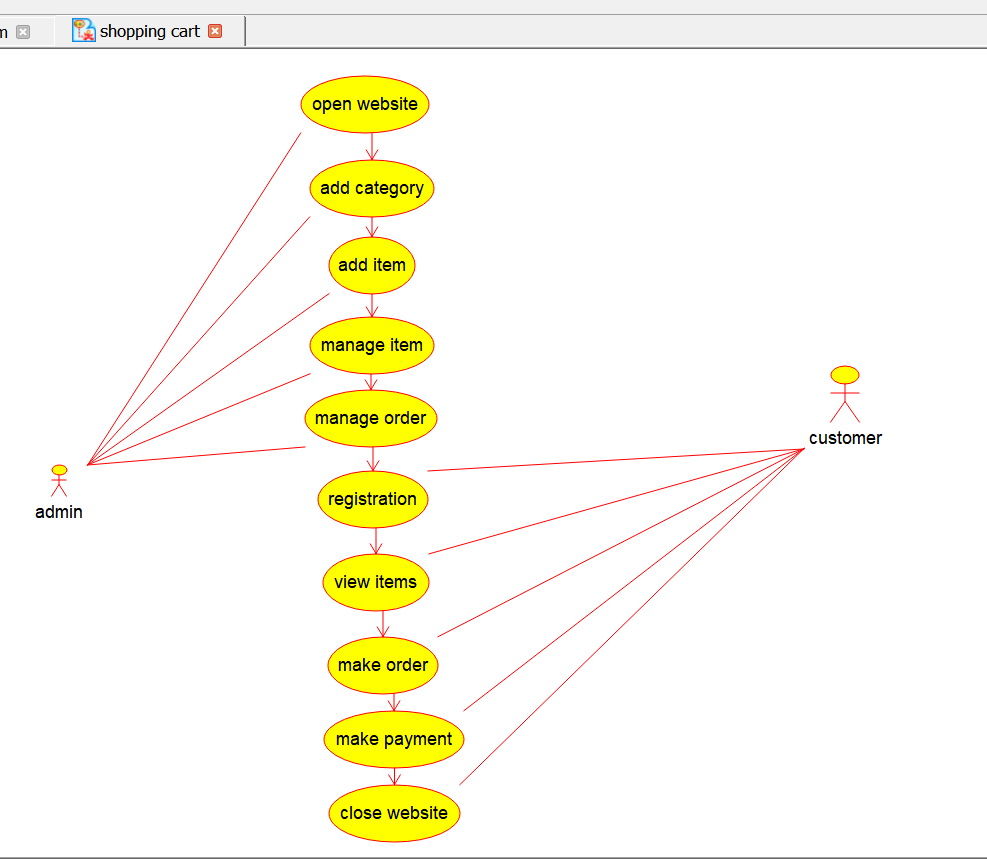 m
shopping cart
open website
add category
add item
manage item
manage order
customer
registration
admin
view items
make order
make payment
close website